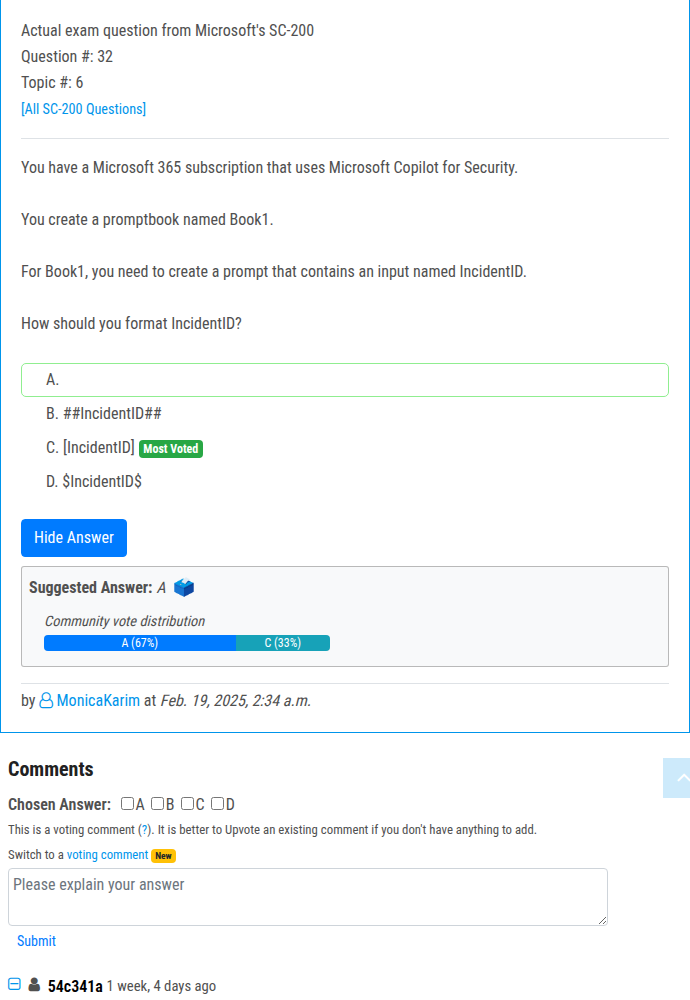 Actual exam question from Microsoft's SC-200
Question #: 32
Topic #: 6
[All SC-200 Questions]
You have a Microsoft 365 subscription that uses Microsoft Copilot for Security.
You create a promptbook named Book1.
For Book1, you need to create a prompt that contains an input named IncidentID.
How should you format IncidentID?
A.
B. ##IncidentID##
C. [IncidentID] Most Voted
D. $IncidentID$
Hide Answer
Suggested Answer: A
Community vote distribution
A (67%) C (33%)
by MonicaKarim at Feb. 19, 2025, 2:34 a.m.
Comments
Chosen Answer: A B C D
This is a voting comment (?). It is better to Upvote an existing comment if you don't have anything to add.
Switch to a voting comment New
Please explain your answer
Submit
54c341a 1 week, 4 days ago